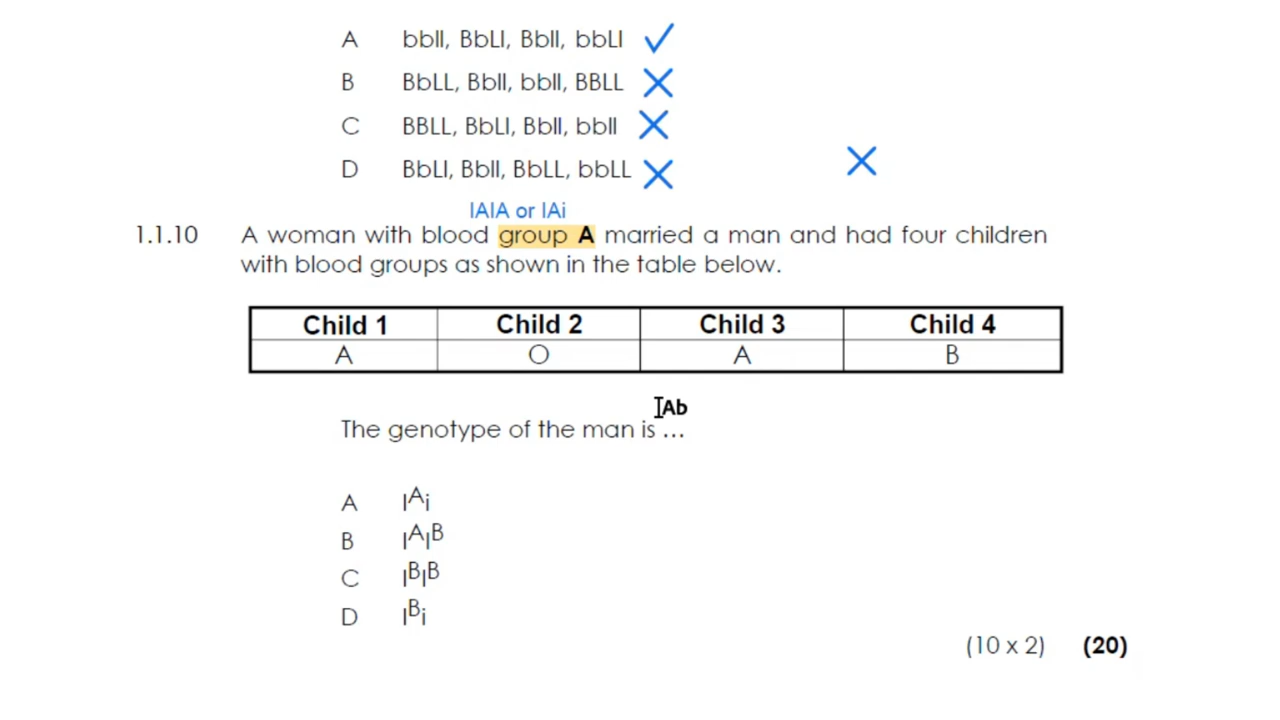 A bbll, BbLl, Bbll, bbLl
B BbLL, Bbll, bbll, BBLL
C BBLL, BbLl, Bbll, bbll
D BbLl, Bbll, BbLL, bbLL
IAIA or IAi
1.1.10 A woman with blood group A married a man and had four children
with blood groups as shown in the table below.
Child 1 Child 2 Child 3 Child 4
A O A B
Ab
The genotype of the man is ...
A Iᴬi
B IᴬIᴮ
C IᴮIᴮ
D Iᴮi
(10 x 2) (20)